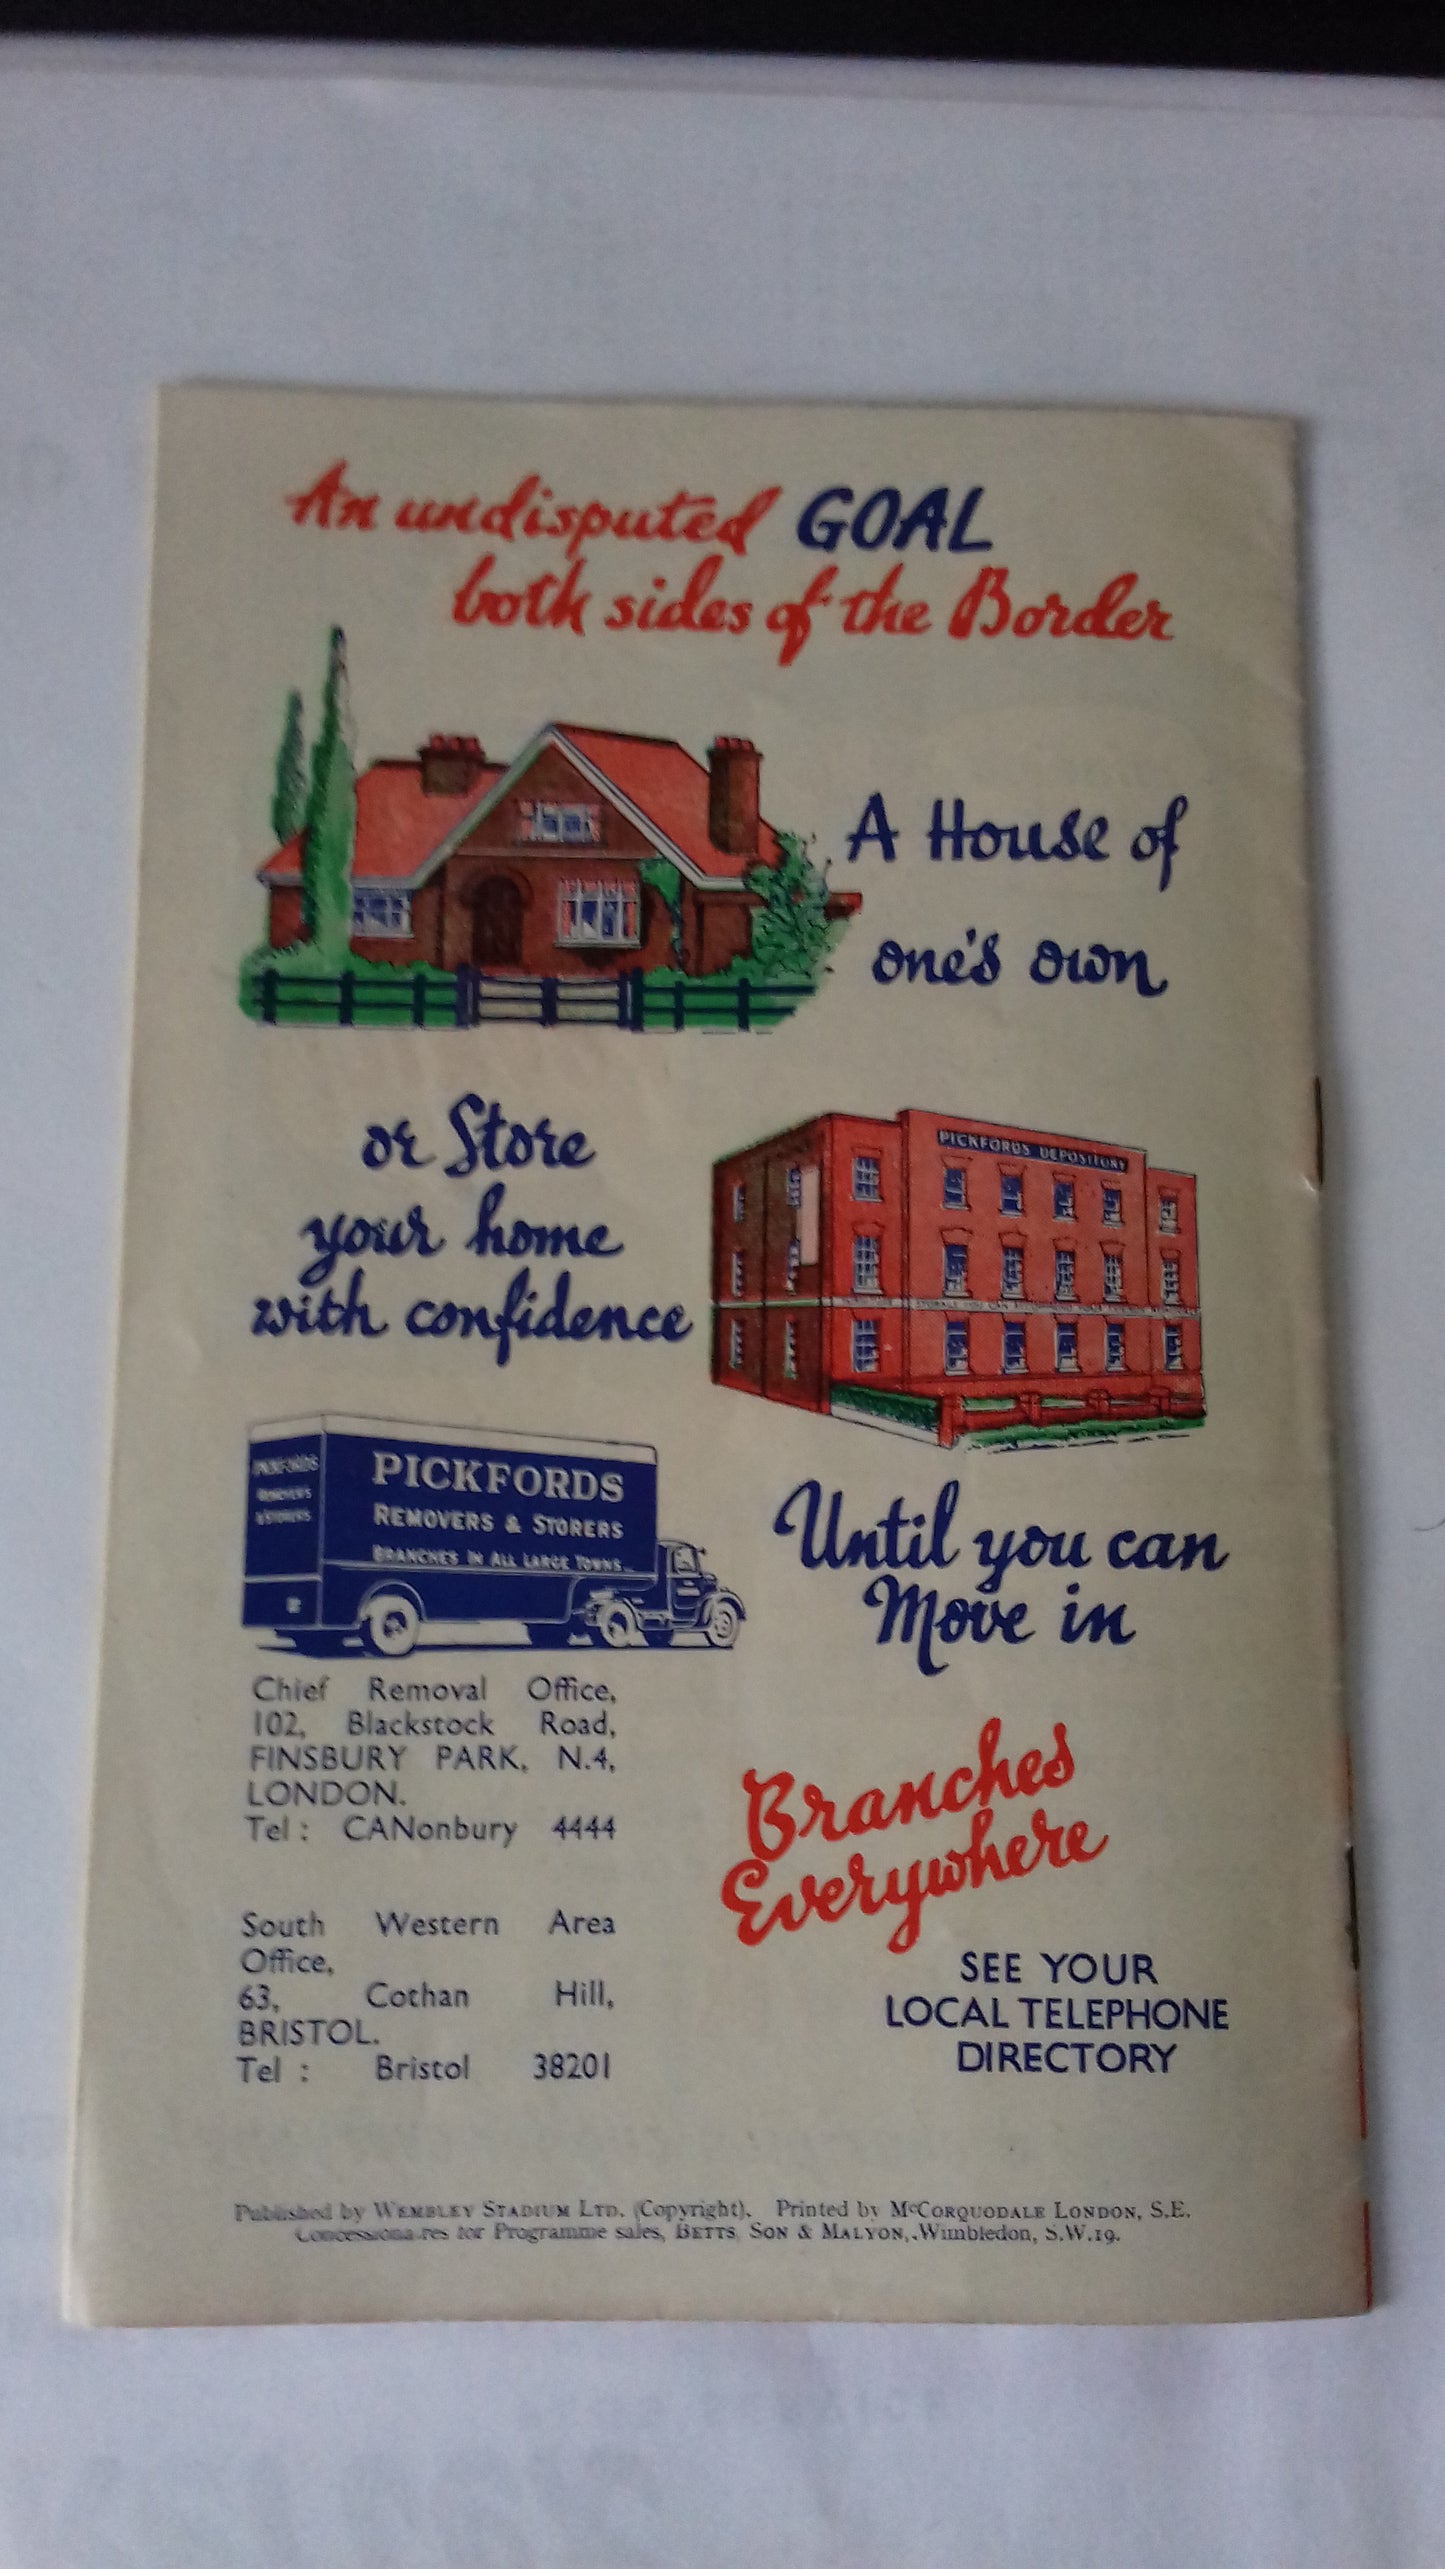 An undisputed GOAL
both sides of the Border
A House of
one's own
or Store
your home
with confidence
PICKFORDS DEPOSITORY
PICKFORDS
REMOVERS
& STORERS
PICKFORDS
REMOVERS & STORERS
BRANCHES IN ALL LARGE TOWNS
Until you can
Move in
Chief Removal Office,
102, Blackstock Road,
FINSBURY PARK, N.4,
LONDON.
Tel : CANonbury 4444
Branches
Everywhere
South Western Area
Office,
63, Cothan Hill,
BRISTOL.
Tel : Bristol 38201
SEE YOUR
LOCAL TELEPHONE
DIRECTORY
Published by WEMBLEY STADIUM LTD. (Copyright). Printed by McCORQUODALE LONDON, S.E.
Concessionaires for Programme sales, BETTS, SON & MALYON, Wimbledon, S.W.19.